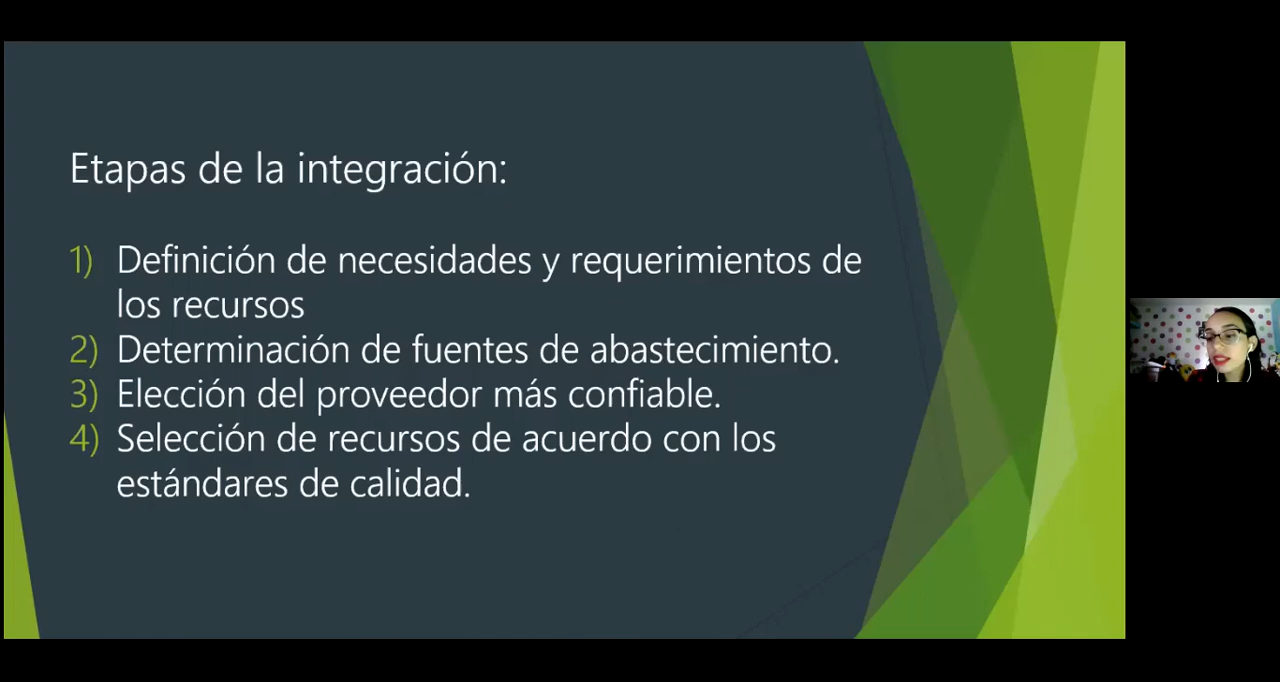 Etapas de la integración:
1) Definición de necesidades y requerimientos de
los recursos
2) Determinación de fuentes de abastecimiento.
3) Elección del proveedor más confiable.
4) Selección de recursos de acuerdo con los
estándares de calidad.